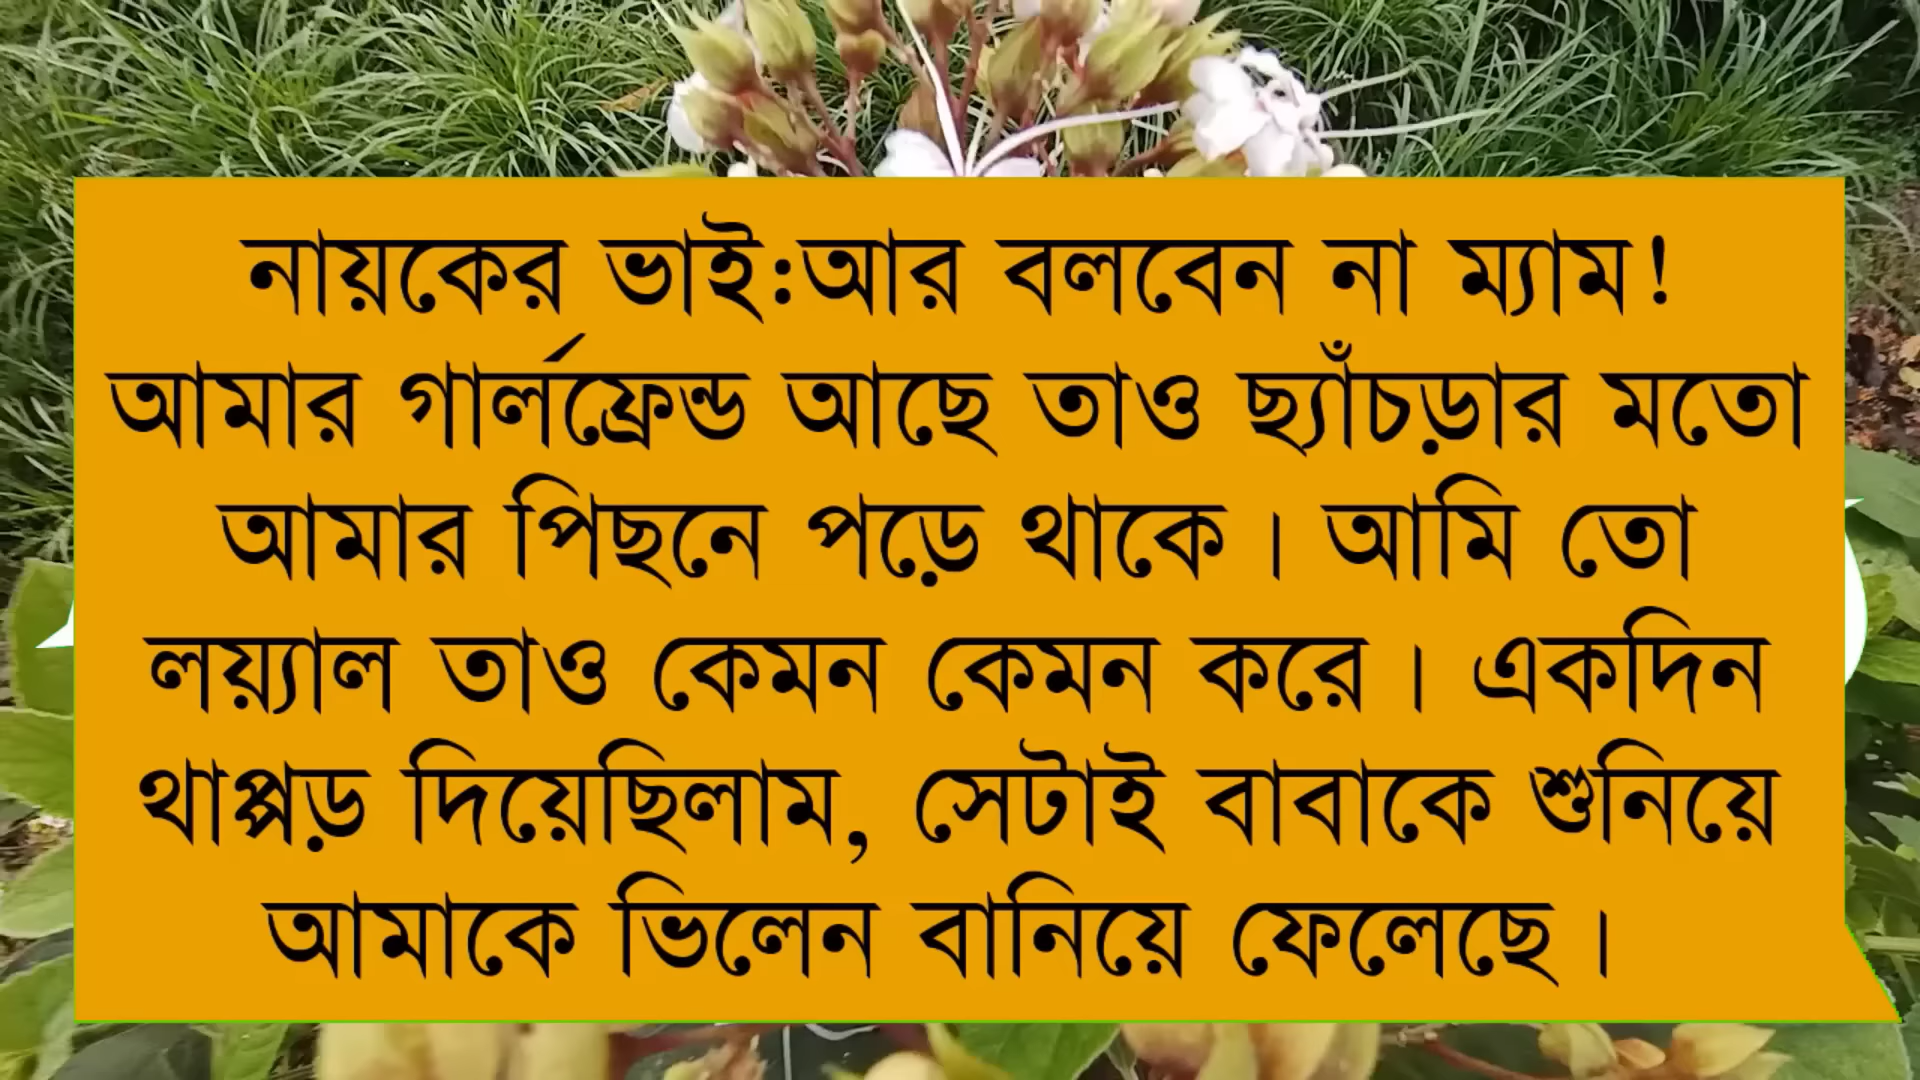 নায়কের ভাই:আর বলবেন না ম্যাম!
আমার গার্লফ্রেন্ড আছে তাও ছ্যাঁচড়ার মতো
আমার পিছনে পড়ে থাকে। আমি তো
লয়্যাল তাও কেমন কেমন করে। একদিন
থাপ্পড় দিয়েছিলাম, সেটাই বাবাকে শুনিয়ে
আমাকে ভিলেন বানিয়ে ফেলেছে।